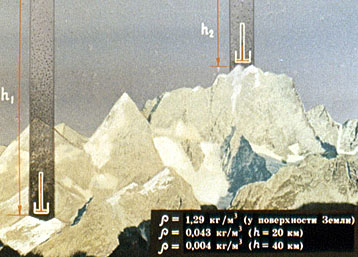 h₂
h₁
ρ = 1,29 кг/м³ (у поверхности Земли)
ρ = 0,043 кг/м³ (h = 20 км)
ρ = 0,004 кг/м³ (h = 40 км)